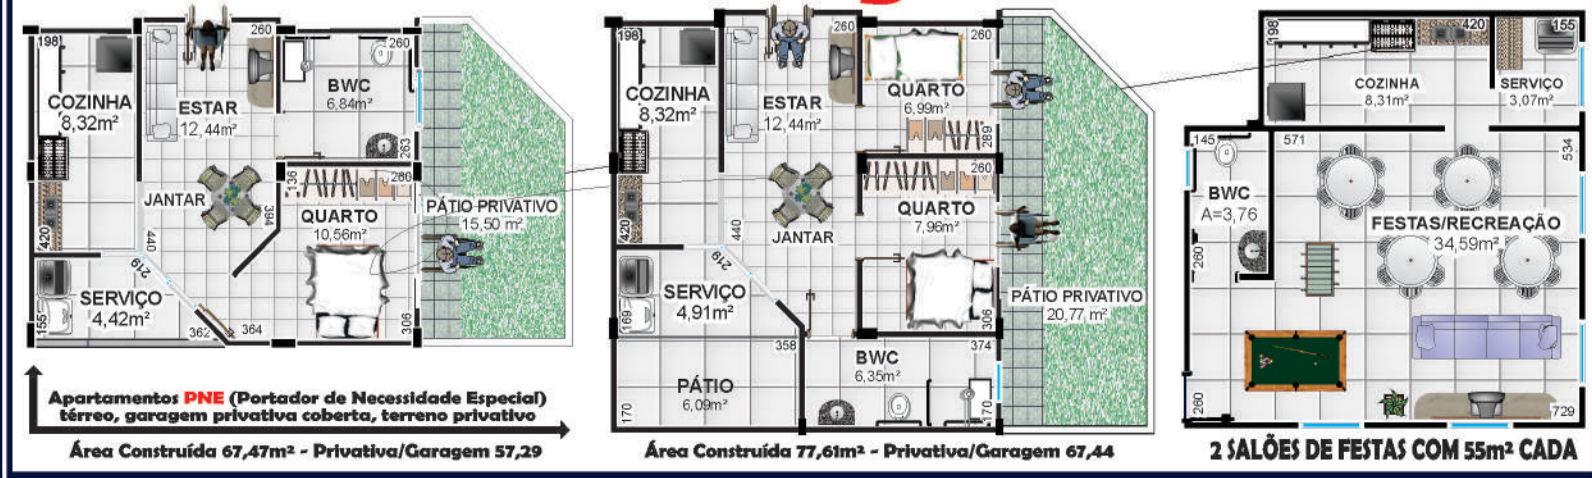 198
260
260
COZINHA
8,32m²
ESTAR
12,44m²
BWC
6,84m²
263
136
260
JANTAR
394
QUARTO
10,56m²
PÁTIO PRIVATIVO
15,50 m²
420
440
219
SERVIÇO
4,42m²
155
362
364
306
Apartamentos PNE (Portador de Necessidade Especial)
térreo, garagem privativa coberta, terreno privativo
Área Construída 67,47m² - Privativa/Garagem 57,29
198
260
260
COZINHA
8,32m²
ESTAR
12,44m²
QUARTO
6,99m²
289
260
QUARTO
7,96m²
JANTAR
420
440
219
SERVIÇO
4,91m²
169
PÁTIO PRIVATIVO
20,77 m²
306
358
374
PÁTIO
6,09m²
BWC
6,35m²
170
170
Área Construída 77,61m² - Privativa/Garagem 67,44
198
420
155
COZINHA
8,31m²
SERVIÇO
3,07m²
145
571
534
BWC
A=3,76
FESTAS/RECREAÇÃO
34,59m²
260
260
729
2 SALÕES DE FESTAS COM 55m² CADA